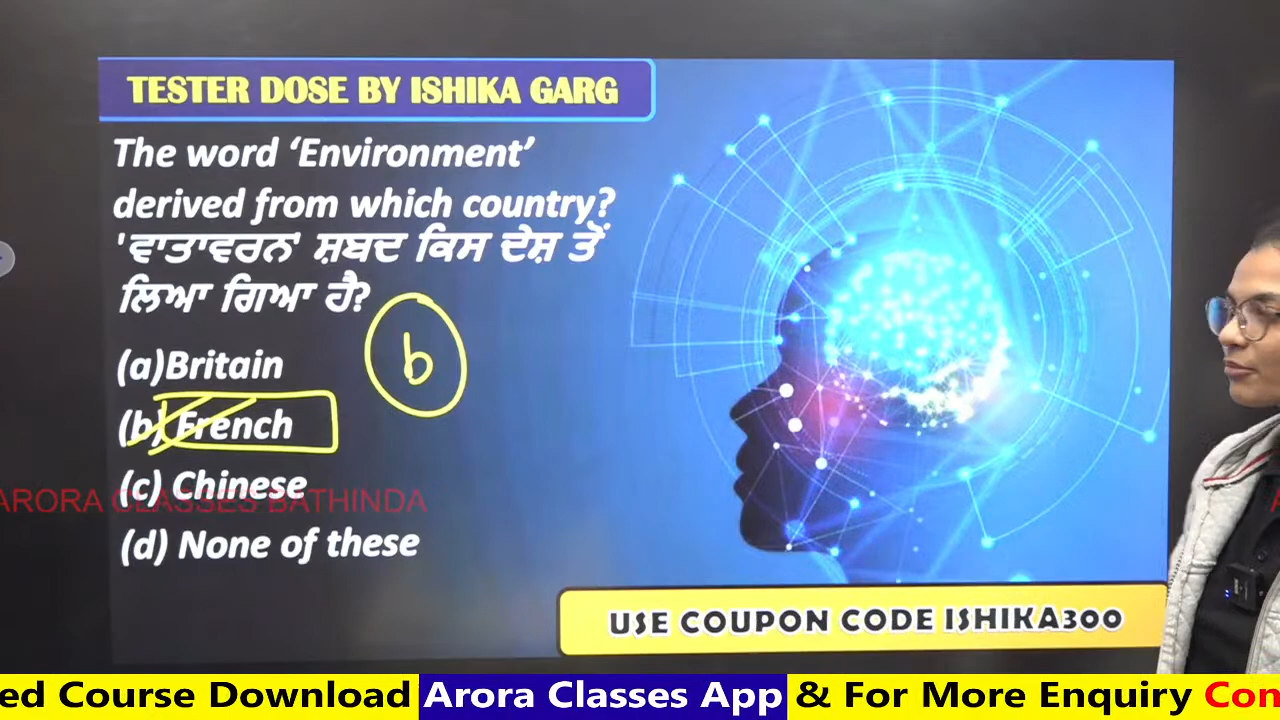 TESTER DOSE BY ISHIKA GARG
The word ‘Environment’
derived from which country?
'ਵਾਤਾਵਰਨ' ਸ਼ਬਦ ਕਿਸ ਦੇਸ਼ ਤੋਂ
ਲਿਆ ਗਿਆ ਹੈ?
(a)Britain
b
(b) French
(c) Chinese
ARORA CLASSES BATHINDA
(d) None of these
USE COUPON CODE ISHIKA300
ed Course Download Arora Classes App & For More Enquiry Con